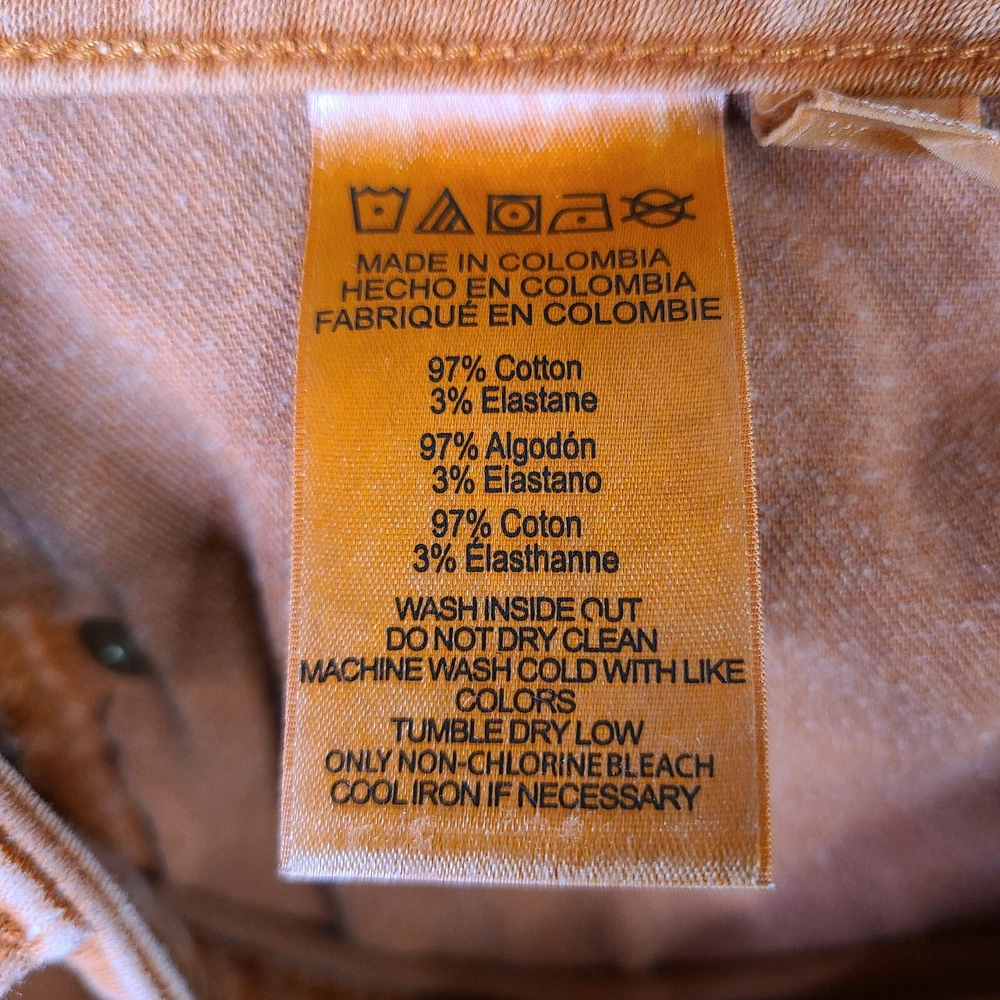 MADE IN COLOMBIA
HECHO EN COLOMBIA
FABRIQUÉ EN COLOMBIE
97% Cotton
3% Elastane
97% Algodón
3% Elastano
97% Coton
3% Élasthanne
WASH INSIDE OUT
DO NOT DRY CLEAN
MACHINE WASH COLD WITH LIKE
COLORS
TUMBLE DRY LOW
ONLY NON-CHLORINE BLEACH
COOL IRON IF NECESSARY